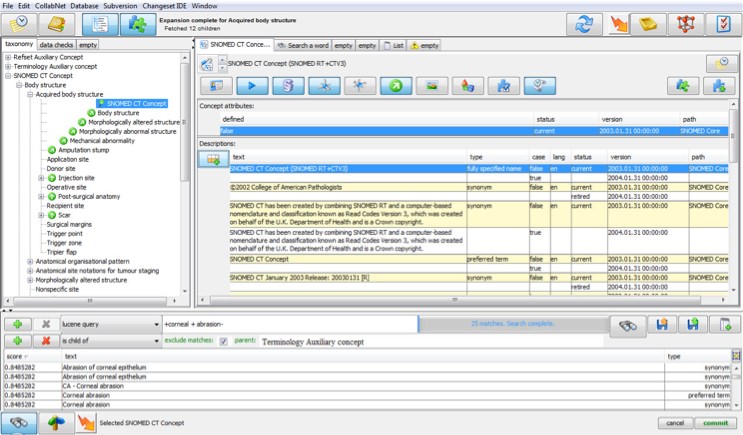 File Edit CollabNet Database Subversion Changeset IDE Window
Expansion complete for Acquired body structure
Fetched 12 children
taxonomy data checks empty
SNOMED CT Conce... Search a word empty empty List empty
Refset Auxiliary Concept
Terminology Auxiliary concept
SNOMED CT Concept
Body structure
Acquired body structure
SNOMED CT Concept
Body structure
Morphologically altered structure
Morphologically abnormal structure
Mechanical abnormality
Amputation stump
Application site
Donor site
Injection site
Operative site
Post-surgical anatomy
Recipient site
Scar
Surgical margins
Trigger point
Trigger zone
Tripier flap
Anatomical organisational pattern
Anatomical site notations for tumour staging
Morphologically altered structure
Nonspecific site
SNOMED CT Concept (SNOMED RT+CTV3)
Concept attributes:
defined status version path
false current 2003.01.31 00:00:00 SNOMED Core
Descriptions:
text type case lang status version path
SNOMED CT Concept (SNOMED RT+CTV3) fully specified name false en current 2003.01.31 00:00:00 SNOMED Core
true 2004.01.31 00:00:00
©2002 College of American Pathologists synonym false en current 2003.01.31 00:00:00 SNOMED Core
retired 2004.01.31 00:00:00
SNOMED CT has been created by combining SNOMED RT and a computer-based synonym false en current 2003.01.31 00:00:00 SNOMED Core
nomendature and classification known as Read Codes Version 3, which was created
on behalf of the U.K. Department of Health and is a Crown copyright.
SNOMED CT has been created by combining SNOMED RT and a computer-based true 2004.01.31 00:00:00
nomendature and classification known as Read Codes Version 3, which was created
on behalf of the U.K. Department of Health and is a Crown copyright.
SNOMED CT Concept preferred term false en current 2003.01.31 00:00:00 SNOMED Core
true 2004.01.31 00:00:00
SNOMED CT January 2003 Release: 20030131 [R] synonym false en current 2003.01.31 00:00:00 SNOMED Core
retired 2004.01.31 00:00:00
lucene query +corneal + abrasion- 25 matches. Search complete.
is child of exclude matches: parent: Terminology Auxiliary concept
score text type
0.8485282 Abrasion of corneal epithelium synonym
0.8485282 Abrasion of corneal epithelium synonym
0.8485282 CA - Corneal abrasion synonym
0.8485282 Corneal abrasion preferred term
0.8485282 Corneal abrasion synonym
Selected SNOMED CT Concept cancel commit